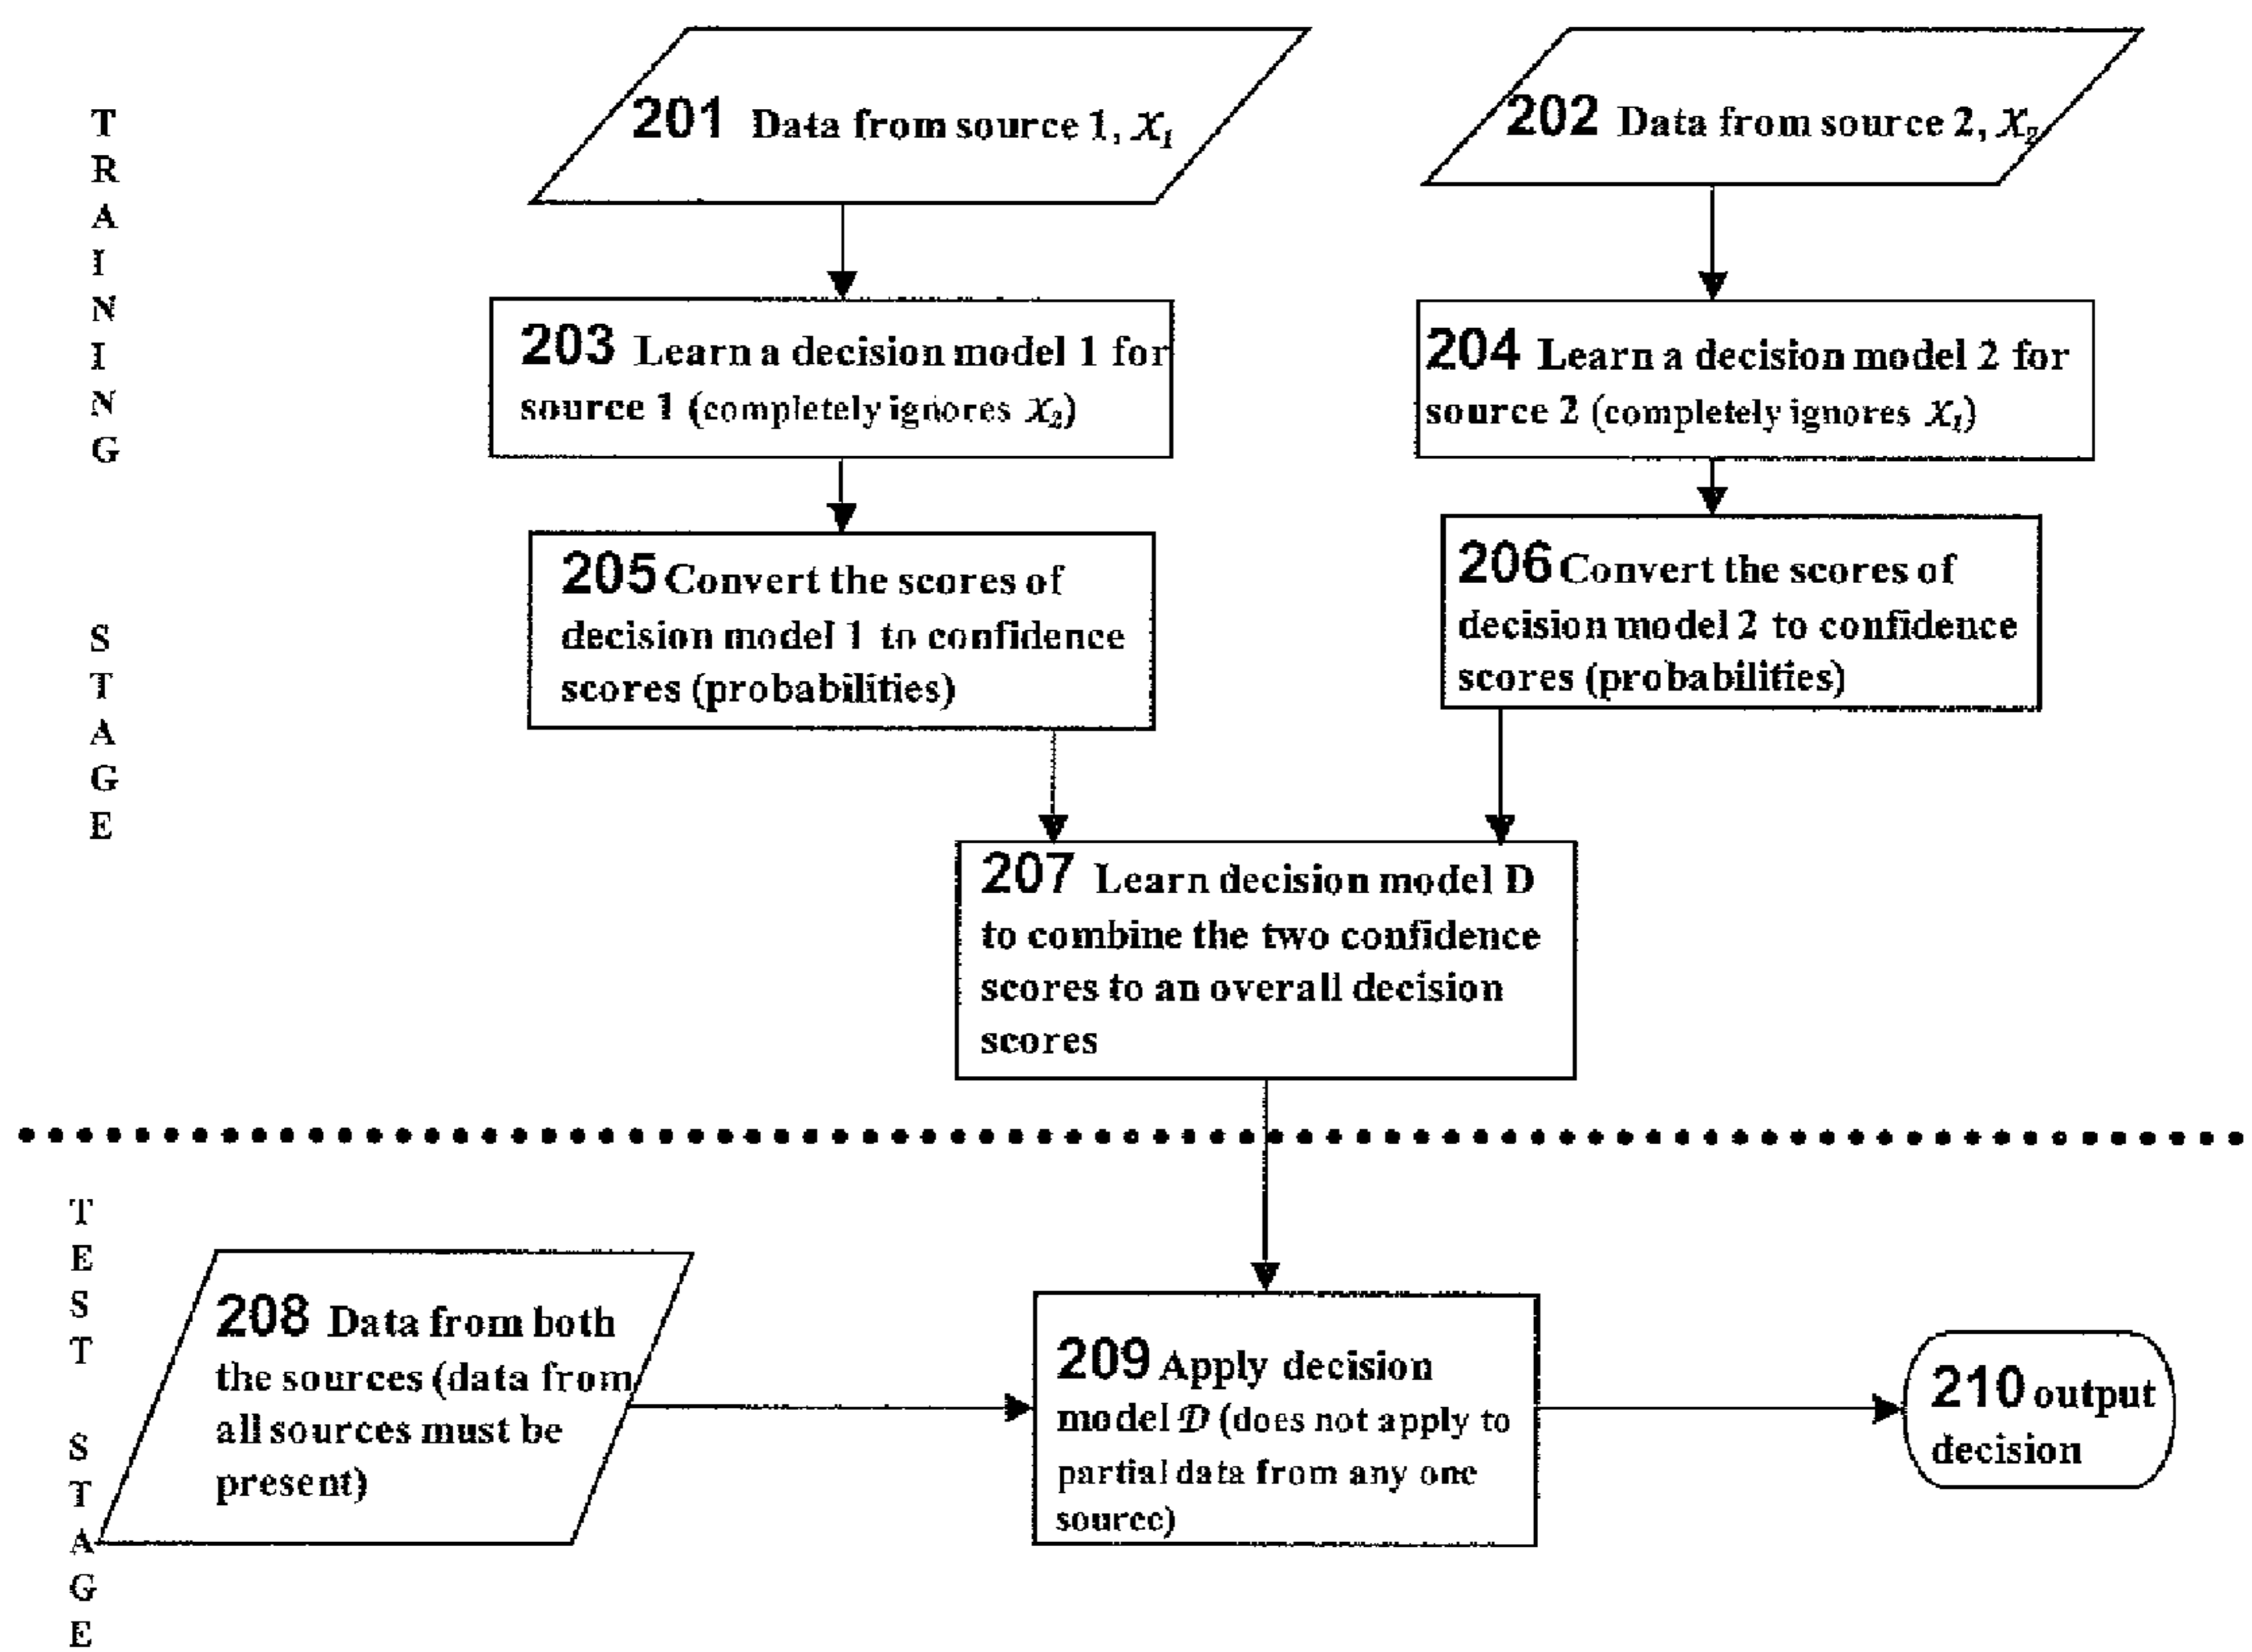 TRAINING STAGE
201 Data from source 1, X1
202 Data from source 2, X2
203 Learn a decision model 1 for
source 1 (completely ignores X2)
204 Learn a decision model 2 for
source 2 (completely ignores X1)
205 Convert the scores of
decision model 1 to confidence
scores (probabilities)
206 Convert the scores of
decision model 2 to confidence
scores (probabilities)
207 Learn decision model D
to combine the two confidence
scores to an overall decision
scores
TEST STAGE
208 Data from both
the sources (data from
all sources must be
present)
209 Apply decision
model D (does not apply to
partial data from any one
source)
210 output
decision